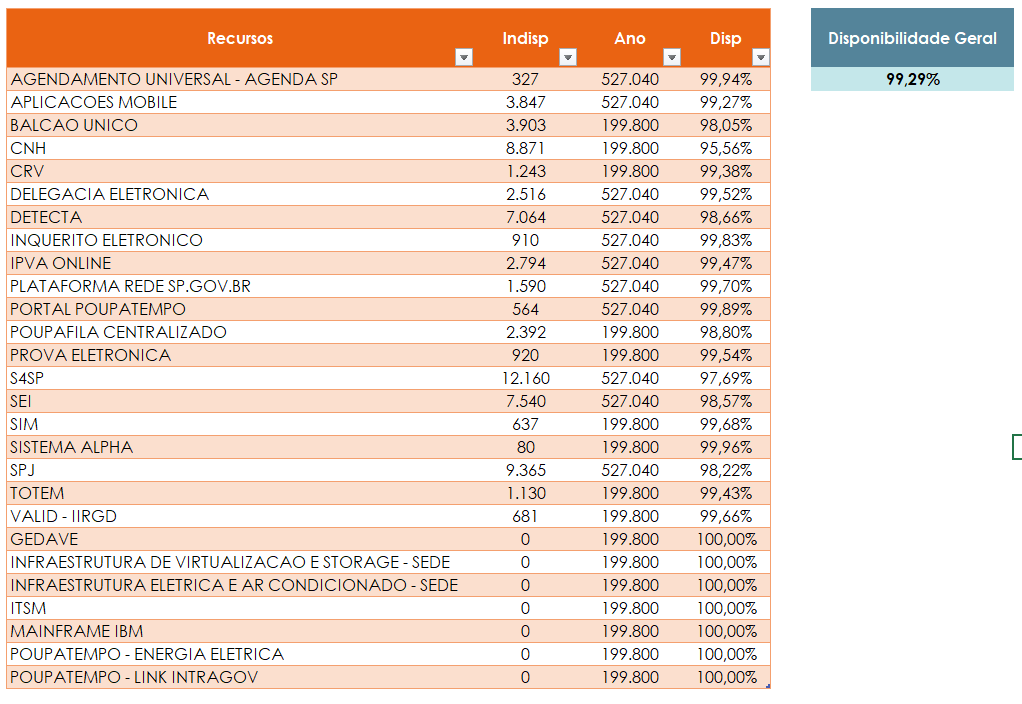 Recursos Indisp Ano Disp Disponibilidade Geral
99,29%
AGENDAMENTO UNIVERSAL - AGENDA SP 327 527.040 99,94%
APLICACOES MOBILE 3.847 527.040 99,27%
BALCAO UNICO 3.903 199.800 98,05%
CNH 8.871 199.800 95,56%
CRV 1.243 199.800 99,38%
DELEGACIA ELETRONICA 2.516 527.040 99,52%
DETECTA 7.064 527.040 98,66%
INQUERITO ELETRONICO 910 527.040 99,83%
IPVA ONLINE 2.794 527.040 99,47%
PLATAFORMA REDE SP.GOV.BR 1.590 527.040 99,70%
PORTAL POUPATEMPO 564 527.040 99,89%
POUPAFILA CENTRALIZADO 2.392 199.800 98,80%
PROVA ELETRONICA 920 199.800 99,54%
S4SP 12.160 527.040 97,69%
SEI 7.540 527.040 98,57%
SIM 637 199.800 99,68%
SISTEMA ALPHA 80 199.800 99,96%
SPJ 9.365 527.040 98,22%
TOTEM 1.130 199.800 99,43%
VALID - IIRGD 681 199.800 99,66%
GEDAVE 0 199.800 100,00%
INFRAESTRUTURA DE VIRTUALIZACAO E STORAGE - SEDE 0 199.800 100,00%
INFRAESTRUTURA ELETRICA E AR CONDICIONADO - SEDE 0 199.800 100,00%
ITSM 0 199.800 100,00%
MAINFRAME IBM 0 199.800 100,00%
POUPATEMPO - ENERGIA ELETRICA 0 199.800 100,00%
POUPATEMPO - LINK INTRAGOV 0 199.800 100,00%